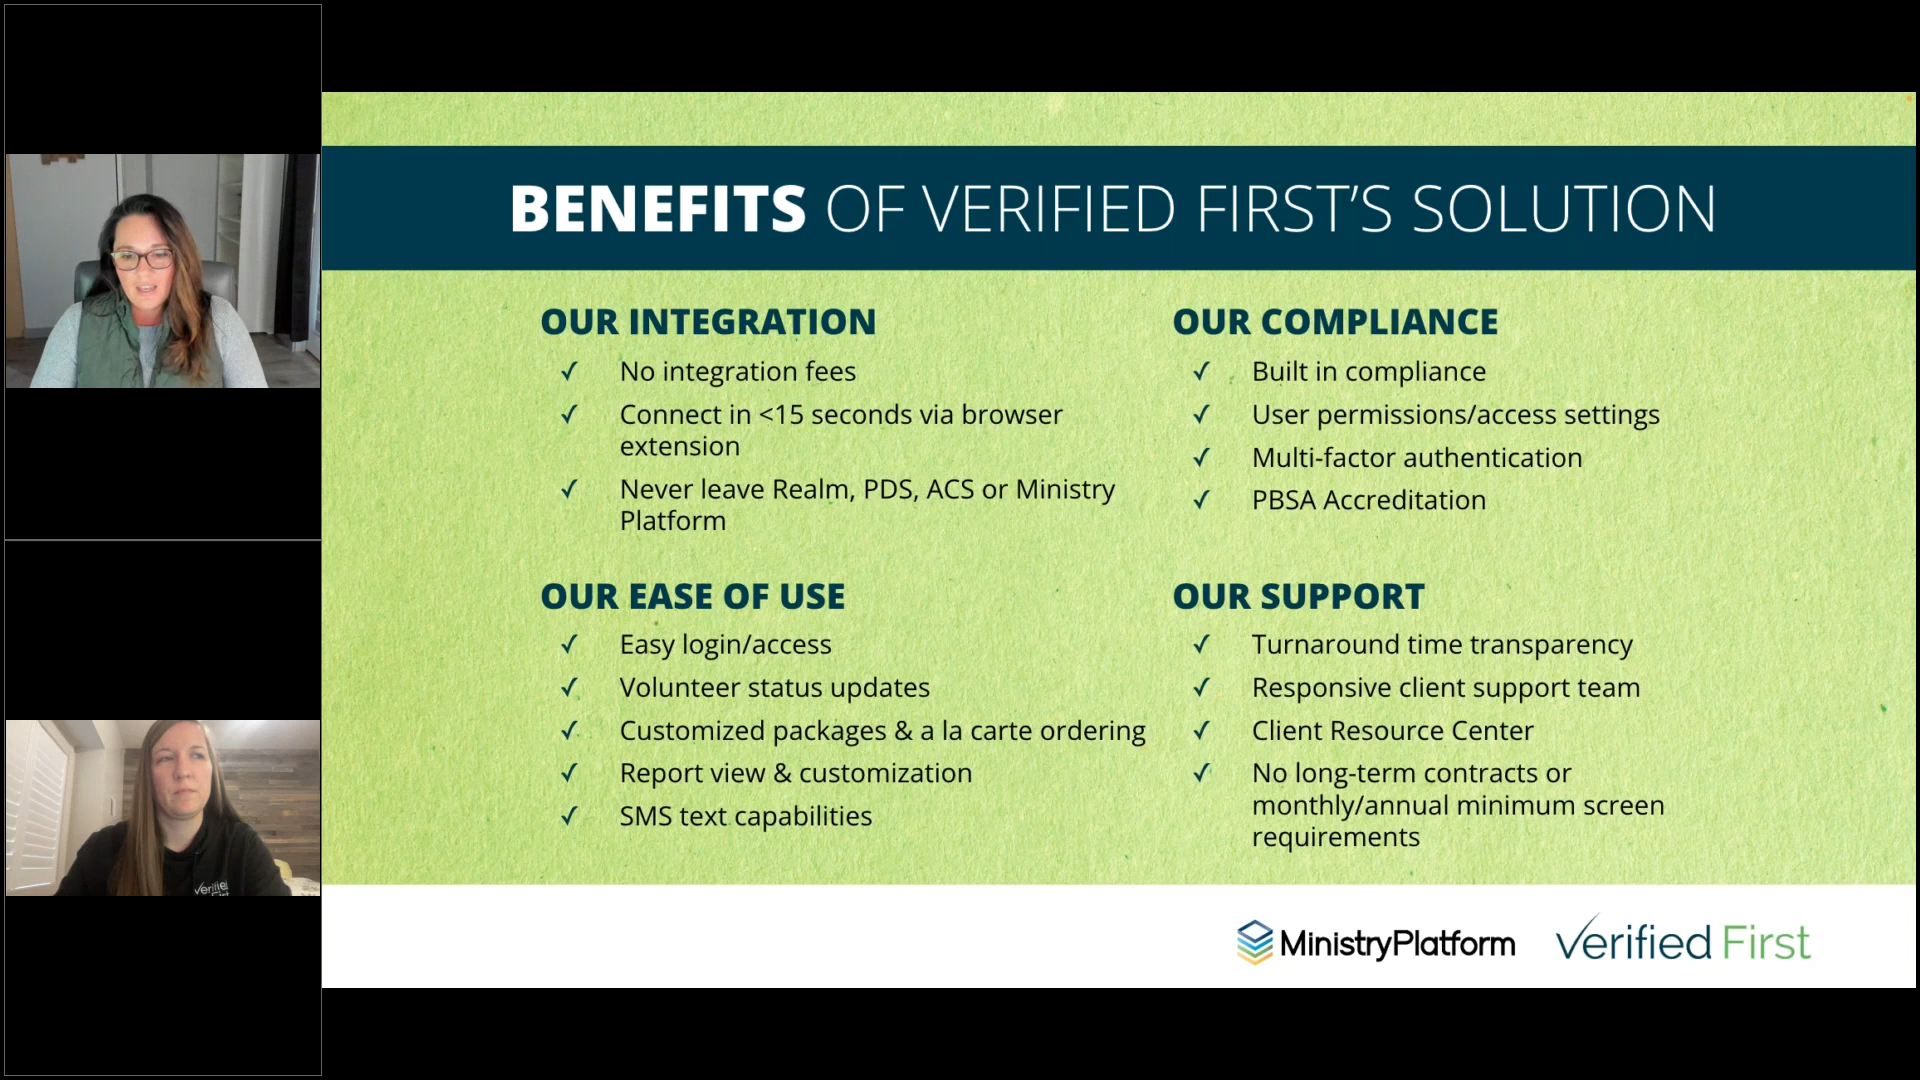 BENEFITS OF VERIFIED FIRST’S SOLUTION
OUR INTEGRATION
✓ No integration fees
✓ Connect in <15 seconds via browser
extension
✓ Never leave Realm, PDS, ACS or Ministry
Platform
OUR COMPLIANCE
✓ Built in compliance
✓ User permissions/access settings
✓ Multi-factor authentication
✓ PBSA Accreditation
OUR EASE OF USE
✓ Easy login/access
✓ Volunteer status updates
✓ Customized packages & a la carte ordering
✓ Report view & customization
✓ SMS text capabilities
OUR SUPPORT
✓ Turnaround time transparency
✓ Responsive client support team
✓ Client Resource Center
✓ No long-term contracts or
monthly/annual minimum screen
requirements
MinistryPlatform
Verified First